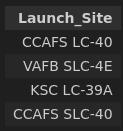 Launch_Site
CCAFS LC-40
VAFB SLC-4E
KSC LC-39A
CCAFS SLC-40